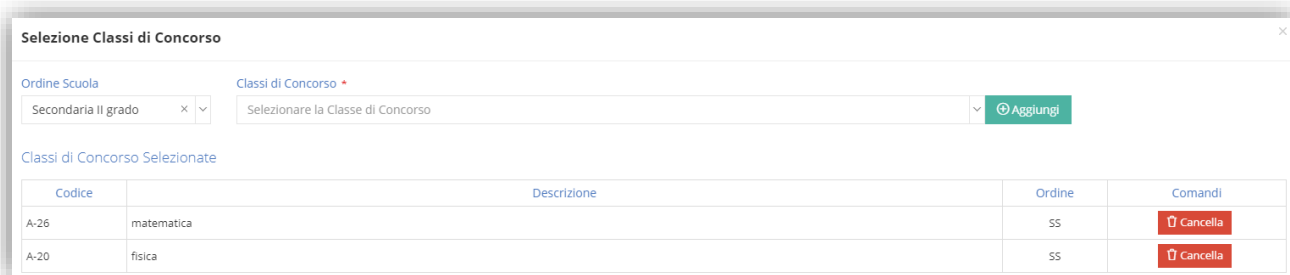 Selezione Classi di Concorso
Ordine Scuola Classi di Concorso *
Secondaria II grado Selezionare la Classe di Concorso Aggiungi
Classi di Concorso Selezionate
Codice Descrizione Ordine Comandi
A-26 matematica SS Cancella
A-20 fisica SS Cancella